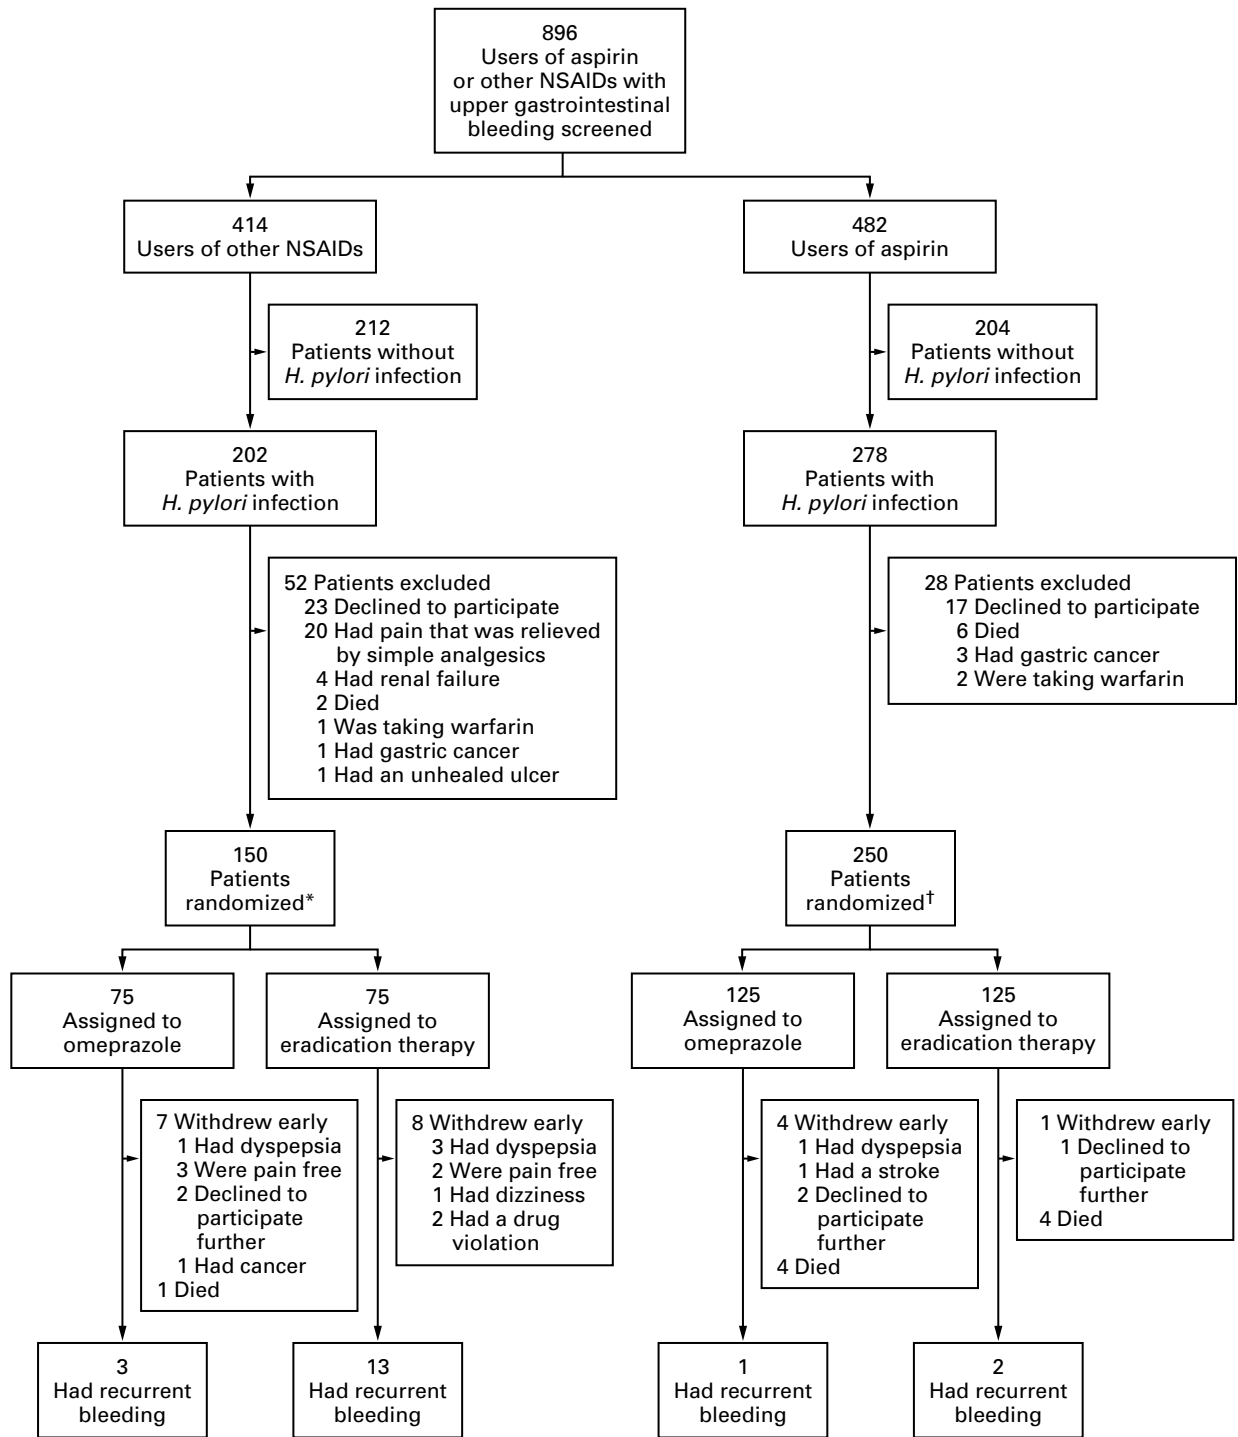 896
Users of aspirin
or other NSAIDs with
upper gastrointestinal
bleeding screened
414
Users of other NSAIDs
482
Users of aspirin
212
Patients without
H. pylori infection
204
Patients without
H. pylori infection
202
Patients with
H. pylori infection
278
Patients with
H. pylori infection
52 Patients excluded
23 Declined to participate
20 Had pain that was relieved
by simple analgesics
4 Had renal failure
2 Died
1 Was taking warfarin
1 Had gastric cancer
1 Had an unhealed ulcer
28 Patients excluded
17 Declined to participate
6 Died
3 Had gastric cancer
2 Were taking warfarin
150
Patients
randomized*
250
Patients
randomized†
75
Assigned to
omeprazole
75
Assigned to
eradication therapy
125
Assigned to
omeprazole
125
Assigned to
eradication therapy
7 Withdrew early
1 Had dyspepsia
3 Were pain free
2 Declined to
participate
further
1 Had cancer
1 Died
8 Withdrew early
3 Had dyspepsia
2 Were pain free
1 Had dizziness
2 Had a drug
violation
4 Withdrew early
1 Had dyspepsia
1 Had a stroke
2 Declined to
participate
further
4 Died
1 Withdrew early
1 Declined to
participate
further
4 Died
3
Had recurrent
bleeding
13
Had recurrent
bleeding
1
Had recurrent
bleeding
2
Had recurrent
bleeding